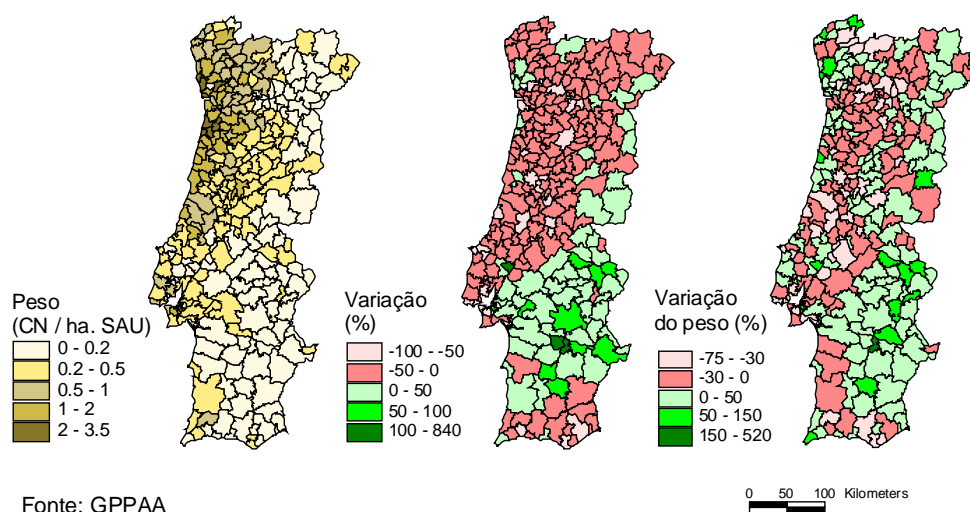 Peso
(CN / ha. SAU)
0 - 0.2
0.2 - 0.5
0.5 - 1
1 - 2
2 - 3.5
Variação
(%)
-100 - -50
-50 - 0
0 - 50
50 - 100
100 - 840
Variação
do peso (%)
-75 - -30
-30 - 0
0 - 50
50 - 150
150 - 520
Fonte: GPPAA
0 50 100 Kilometers